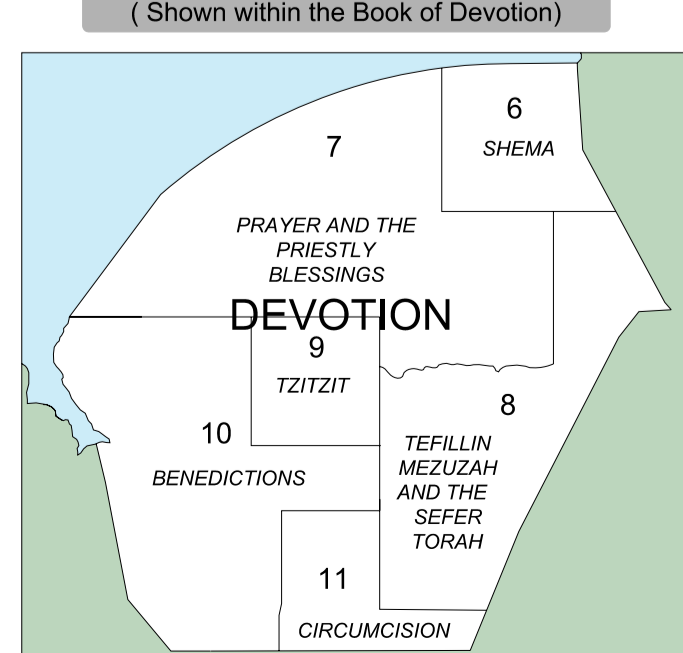 ( Shown within the Book of Devotion)
6
SHEMA
7
PRAYER AND THE
PRIESTLY
BLESSINGS
DEVOTION
9
TZITZIT
8
TEFILLIN
MEZUZAH
AND THE
SEFER
TORAH
10
BENEDICTIONS
11
CIRCUMCISION